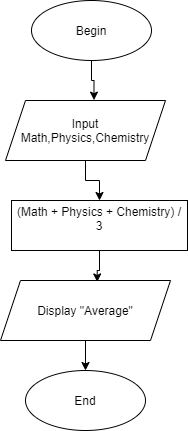 Begin
Input
Math,Physics,Chemistry
(Math + Physics + Chemistry) /
3
Display "Average"
End